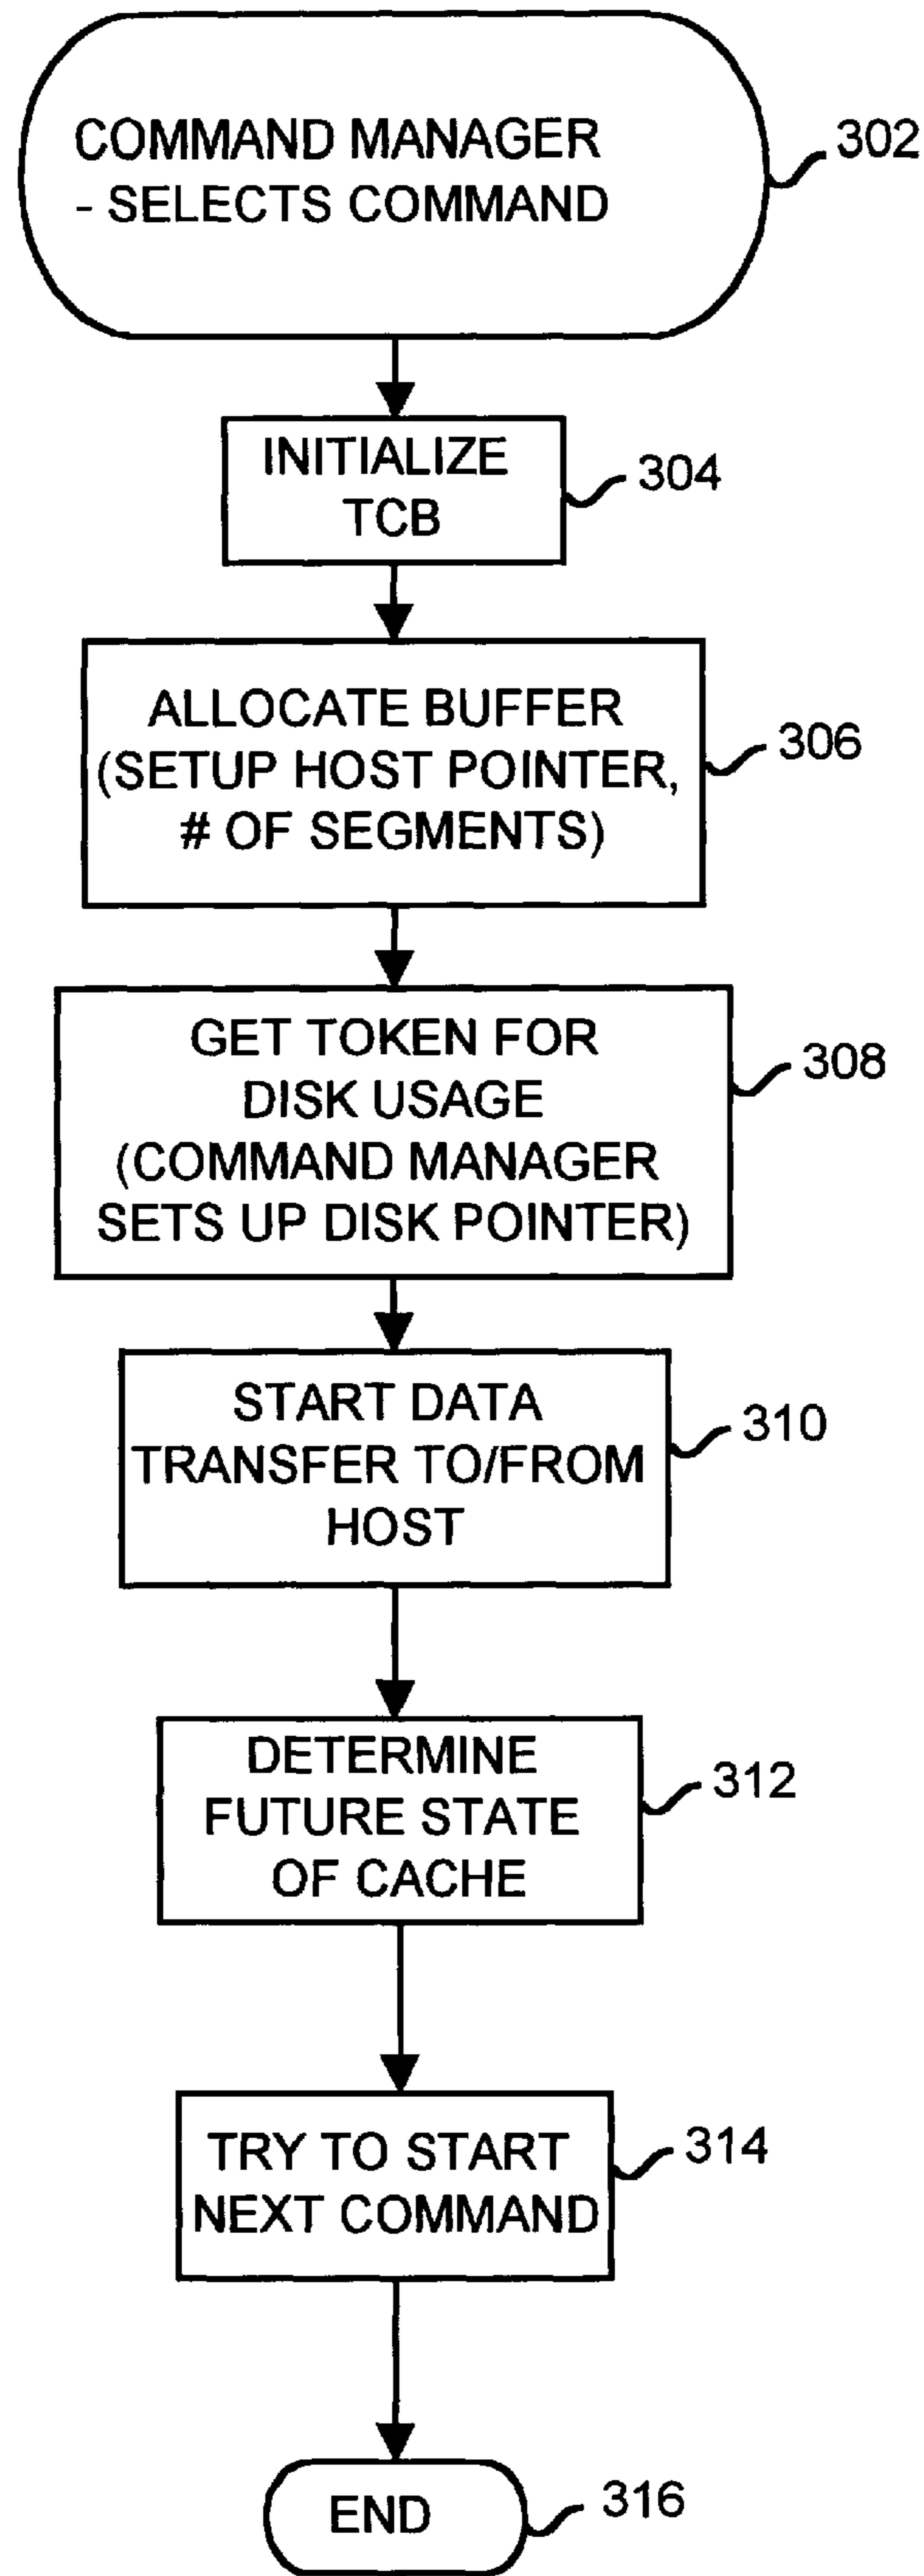 COMMAND MANAGER
- SELECTS COMMAND
302
INITIALIZE
TCB
304
ALLOCATE BUFFER
(SETUP HOST POINTER,
# OF SEGMENTS)
306
GET TOKEN FOR
DISK USAGE
(COMMAND MANAGER
SETS UP DISK POINTER)
308
START DATA
TRANSFER TO/FROM
HOST
310
DETERMINE
FUTURE STATE
OF CACHE
312
TRY TO START
NEXT COMMAND
314
END
316